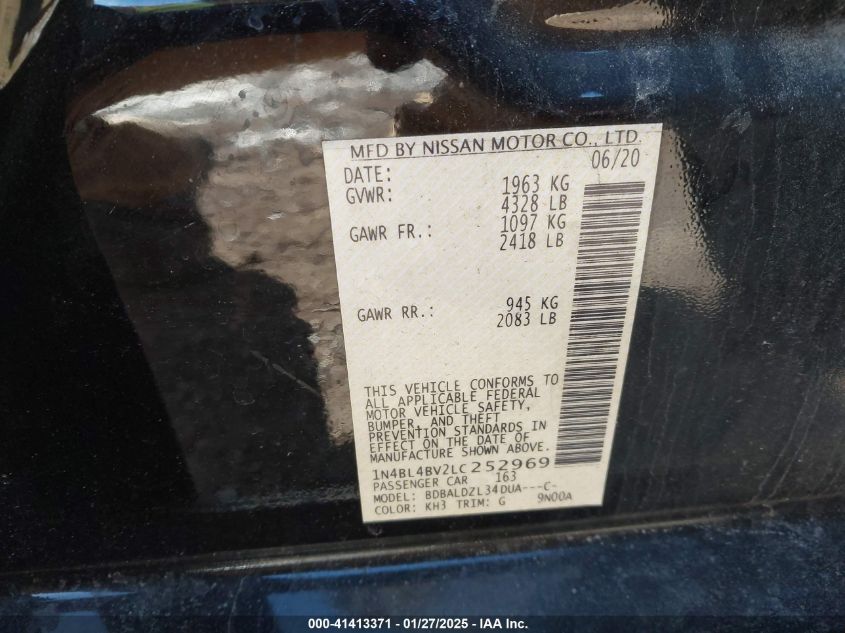 MFD BY NISSAN MOTOR CO., LTD.
DATE: 06/20
GVWR: 1963 KG
4328 LB
GAWR FR.: 1097 KG
2418 LB
GAWR RR.: 945 KG
2083 LB
THIS VEHICLE CONFORMS TO
ALL APPLICABLE FEDERAL
MOTOR VEHICLE SAFETY,
BUMPER, AND THEFT
PREVENTION STANDARDS IN
EFFECT ON THE DATE OF
MANUFACTURE SHOWN ABOVE.
1N4BL4BV2LC252969
PASSENGER CAR 163
MODEL: BDBALDZL34DUA---C-
COLOR: KH3 TRIM: G 9N00A
000-41413371 - 01/27/2025 - IAA Inc.